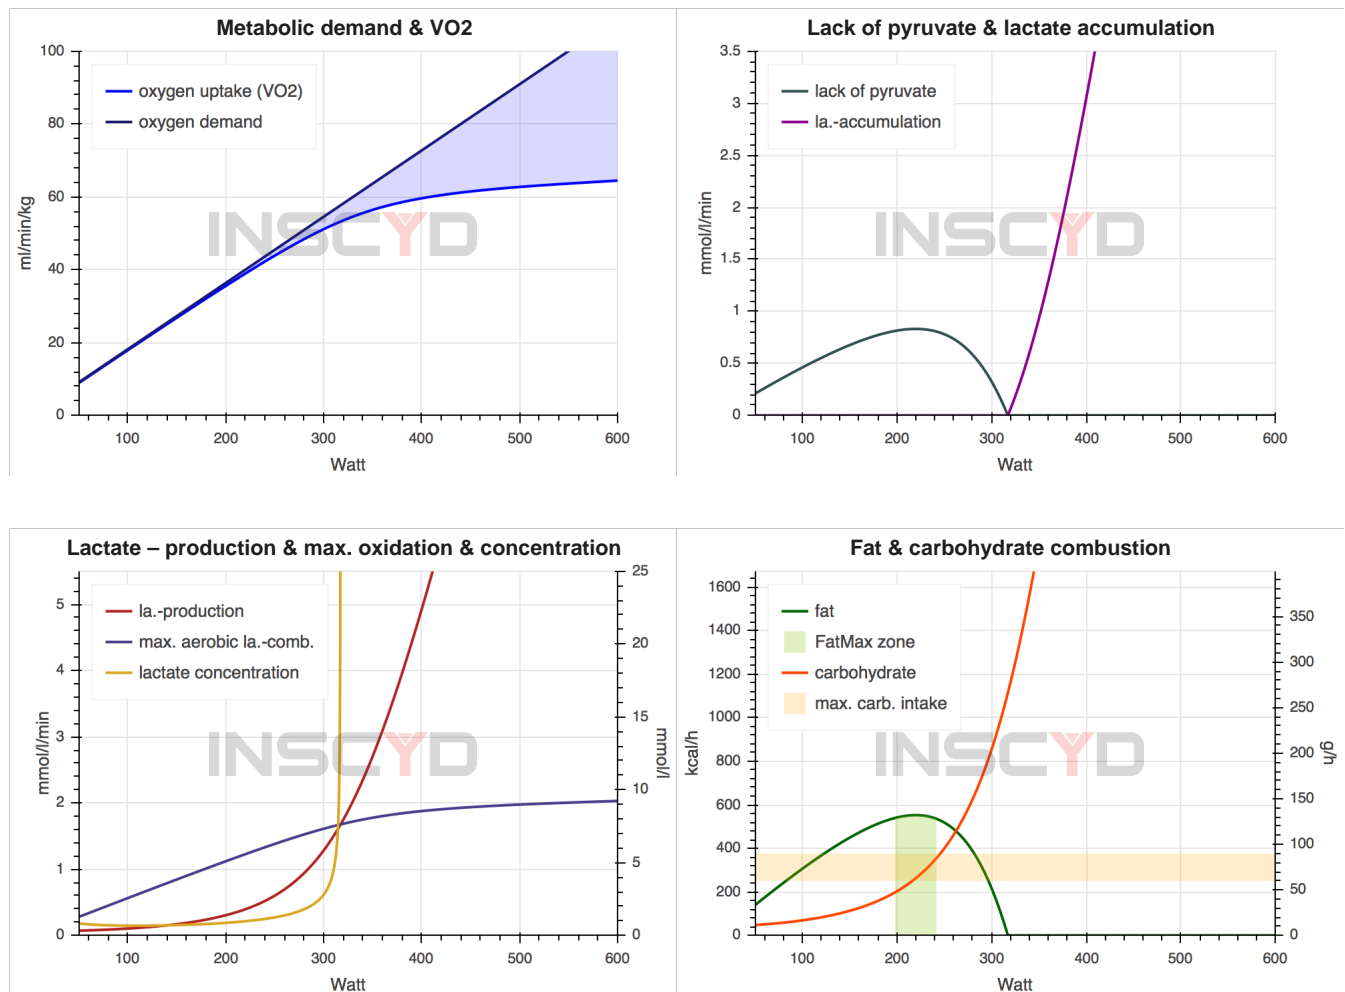 Metabolic demand & VO2
100
80
60
40
20
0
ml/min/kg
oxygen uptake (VO2)
oxygen demand
INSCYD
100 200 300 400 500 600
Watt
Lack of pyruvate & lactate accumulation
3.5
3
2.5
2
1.5
1
0.5
0
mmol/l/min
lack of pyruvate
la.-accumulation
INSCYD
100 200 300 400 500 600
Watt
Lactate – production & max. oxidation & concentration
5
4
3
2
1
0
mmol/l/min
la.-production
max. aerobic la.-comb.
lactate concentration
INSCYD
25
20
15
10
5
0
mmol/l
100 200 300 400 500 600
Watt
Fat & carbohydrate combustion
1600
1400
1200
1000
800
600
400
200
0
kcal/h
fat
FatMax zone
carbohydrate
max. carb. intake
INSCYD
350
300
250
200
150
100
50
0
g/h
100 200 300 400 500 600
Watt